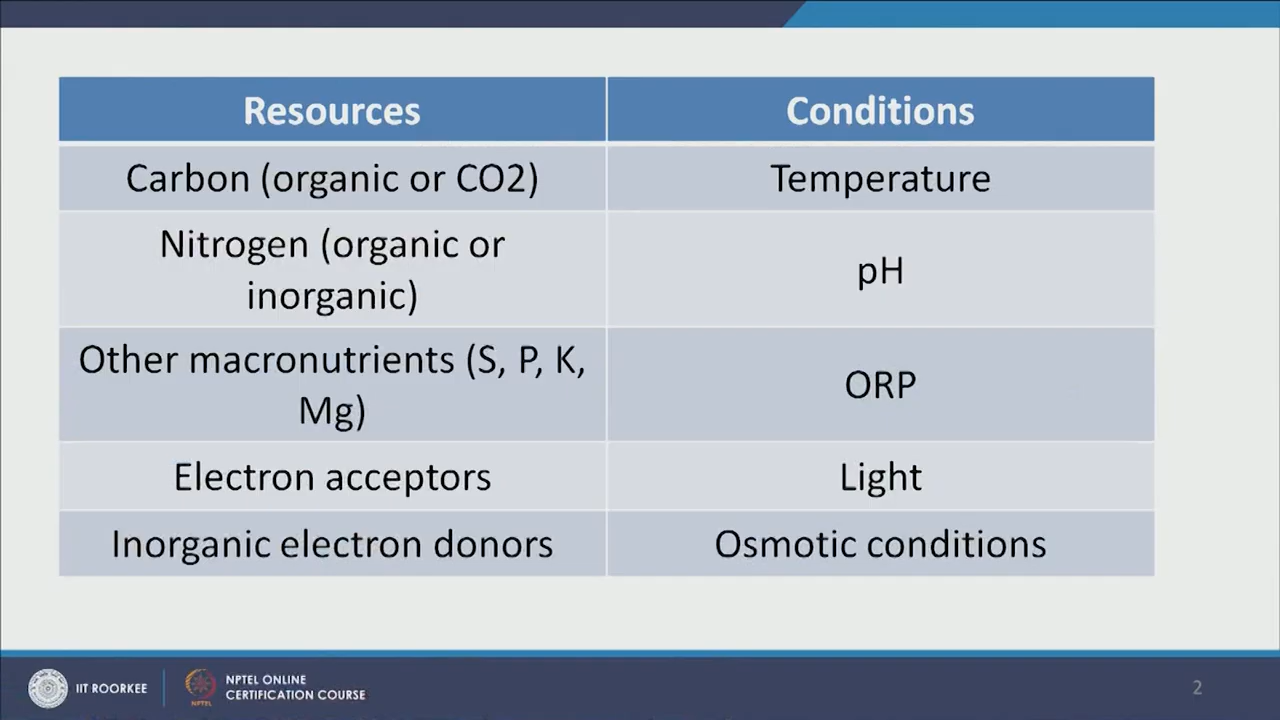 Resources
Conditions
Carbon (organic or CO2)
Temperature
Nitrogen (organic or
inorganic)
pH
Other macronutrients (S, P, K,
Mg)
ORP
Electron acceptors
Light
Inorganic electron donors
Osmotic conditions
IIT ROORKEE
NPTEL
NPTEL ONLINE
CERTIFICATION COURSE
2